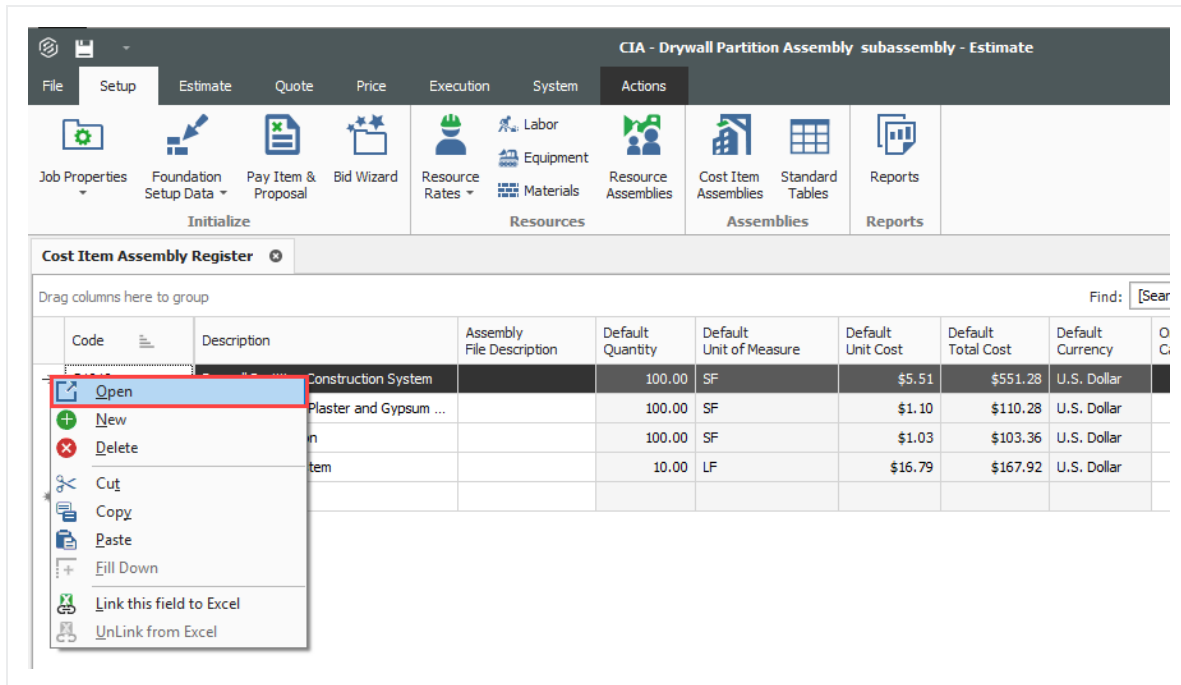 CIA - Drywall Partition Assembly subassembly - Estimate
File Setup Estimate Quote Price Execution System Actions
Job Properties
Foundation Setup Data
Pay Item & Proposal
Bid Wizard
Resource Rates
Labor
Equipment
Materials
Resource Assemblies
Cost Item Assemblies
Standard Tables
Reports
Initialize Resources Assemblies Reports
Cost Item Assembly Register
Drag columns here to group Find: [Sear
Code Description Assembly File Description Default Quantity Default Unit of Measure Default Unit Cost Default Total Cost Default Currency
Construction System 100.00 SF $5.51 $551.28 U.S. Dollar
Plaster and Gypsum ... 100.00 SF $1.10 $110.28 U.S. Dollar
100.00 SF $1.03 $103.36 U.S. Dollar
10.00 LF $16.79 $167.92 U.S. Dollar
Open
New
Delete
Cut
Copy
Paste
Fill Down
Link this field to Excel
UnLink from Excel